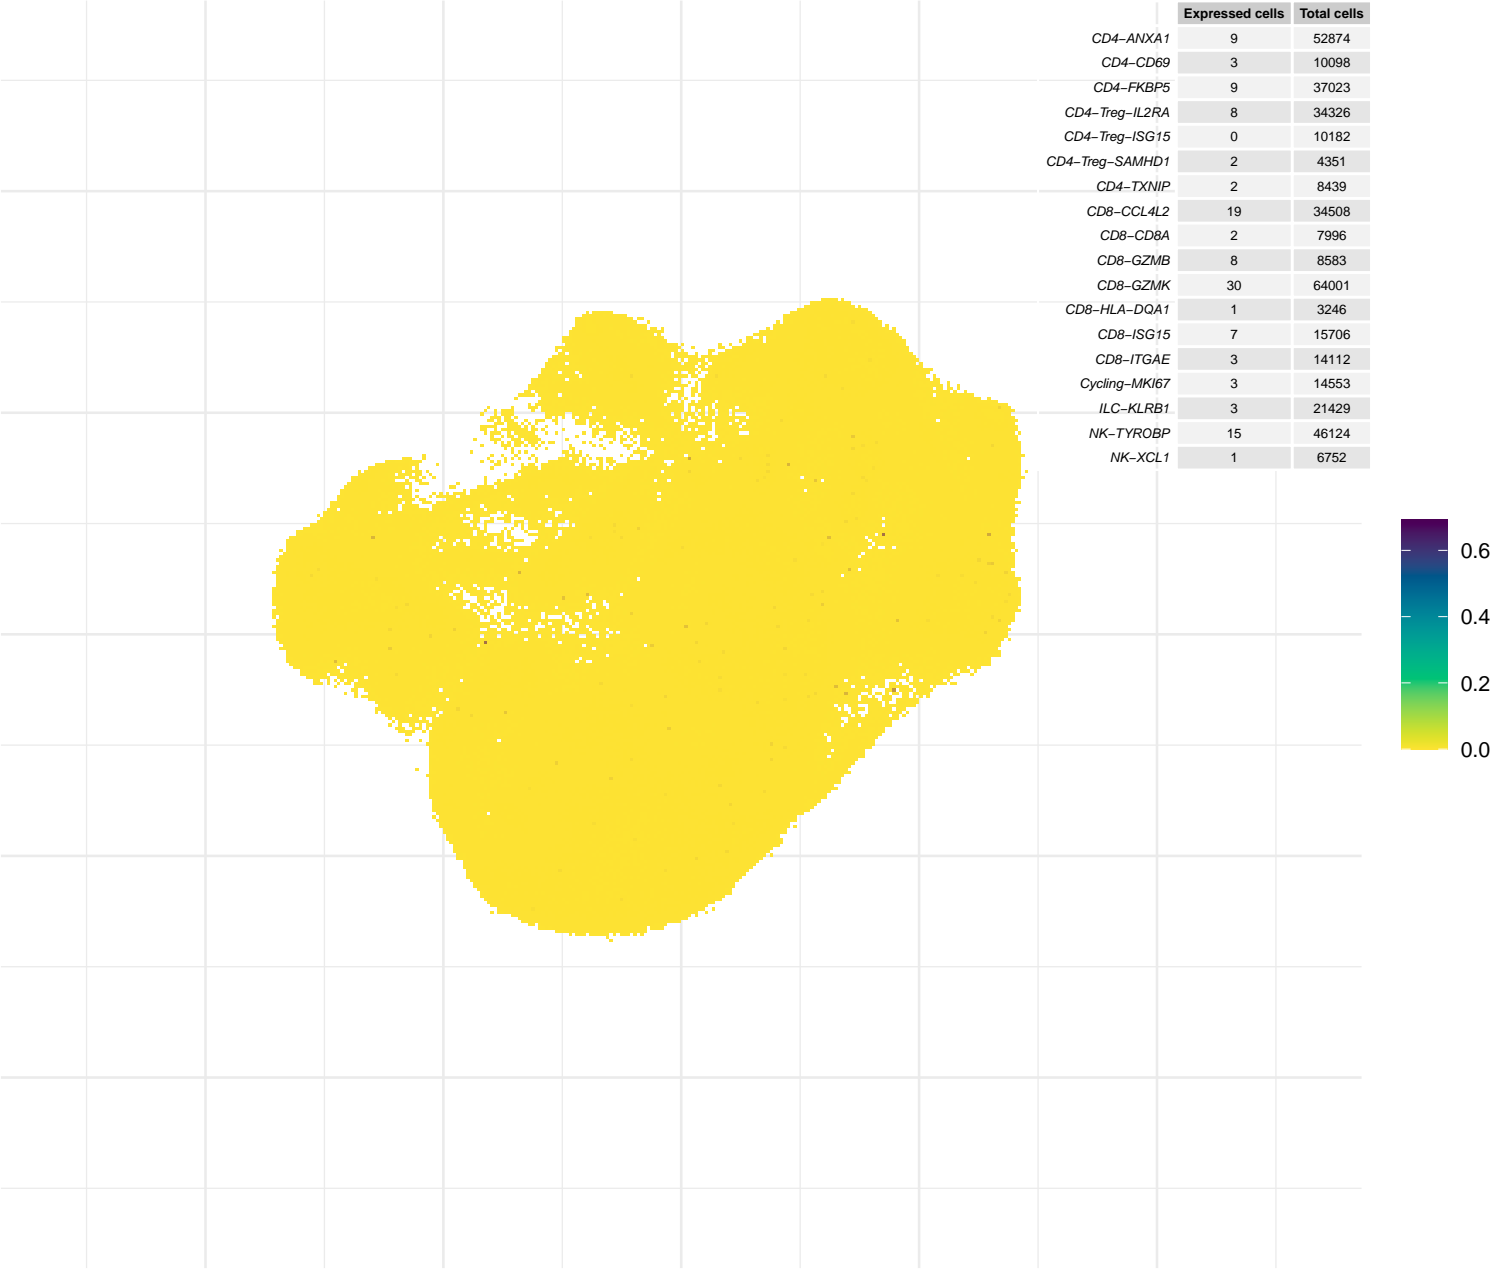 Expressed cells Total cells
CD4−ANXA1 9 52874
CD4−CD69 3 10098
CD4−FKBP5 9 37023
CD4−Treg−IL2RA 8 34326
CD4−Treg−ISG15 0 10182
CD4−Treg−SAMHD1 2 4351
CD4−TXNIP 2 8439
CD8−CCL4L2 19 34508
CD8−CD8A 2 7996
CD8−GZMB 8 8583
CD8−GZMK 30 64001
CD8−HLA−DQA1 1 3246
CD8−ISG15 7 15706
CD8−ITGAE 3 14112
Cycling−MKI67 3 14553
ILC−KLRB1 3 21429
NK−TYROBP 15 46124
NK−XCL1 1 6752
0.6
0.4
0.2
0.0